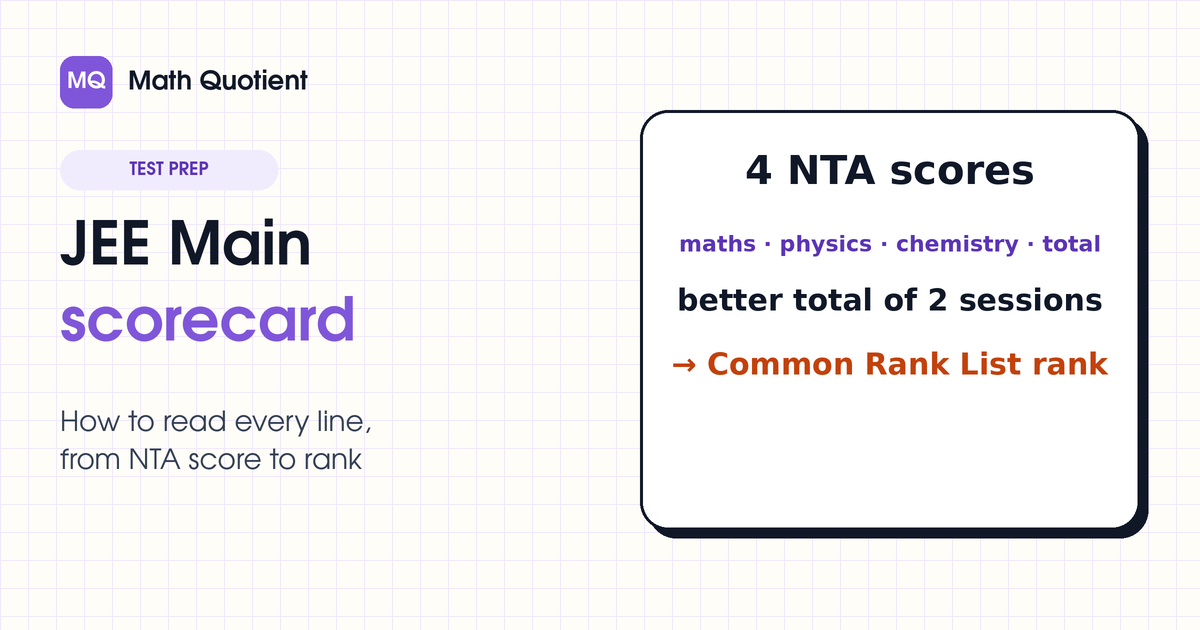 MQ Math Quotient
TEST PREP
JEE Main
scorecard
How to read every line,
from NTA score to rank
4 NTA scores
maths · physics · chemistry · total
better total of 2 sessions
→ Common Rank List rank